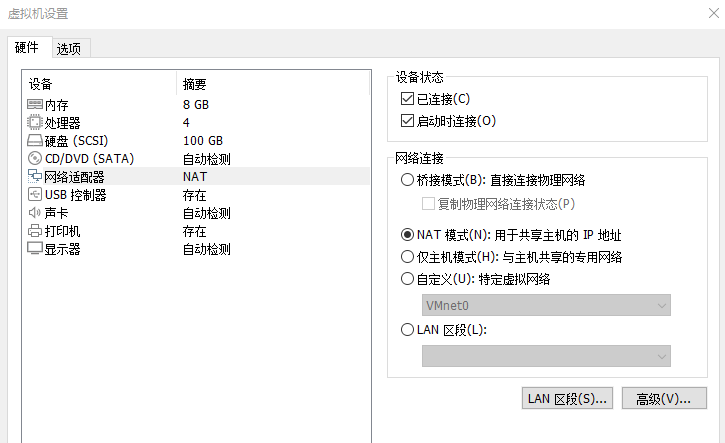 虚拟机设置
硬件 选项
设备 摘要
内存 8 GB
处理器 4
硬盘 (SCSI) 100 GB
CD/DVD (SATA) 自动检测
网络适配器 NAT
USB 控制器 存在
声卡 自动检测
打印机 存在
显示器 自动检测
设备状态
已连接(C)
启动时连接(O)
网络连接
桥接模式(B): 直接连接物理网络
复制物理网络连接状态(P)
NAT 模式(N): 用于共享主机的 IP 地址
仅主机模式(H): 与主机共享的专用网络
自定义(U): 特定虚拟网络
VMnet0
LAN 区段(L):
LAN 区段(S)... 高级(V)...